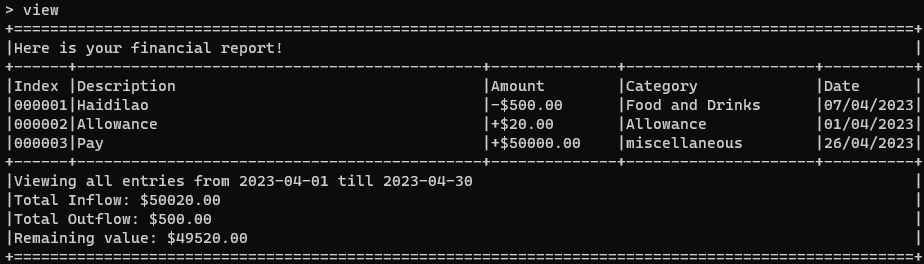 > view
+====================================================================================================+
|Here is your financial report!                                                                      |
+------+---------------------------------------------+--------------+---------------------+----------+
|Index |Description                                  |Amount        |Category             |Date      |
|000001|Haidilao                                     |-$500.00      |Food and Drinks      |07/04/2023|
|000002|Allowance                                    |+$20.00       |Allowance            |01/04/2023|
|000003|Pay                                          |+$50000.00    |miscellaneous        |26/04/2023|
+------+---------------------------------------------+--------------+---------------------+----------+
|Viewing all entries from 2023-04-01 till 2023-04-30                                                 |
|Total Inflow: $50020.00                                                                             |
|Total Outflow: $500.00                                                                              |
|Remaining value: $49520.00                                                                          |
+====================================================================================================+